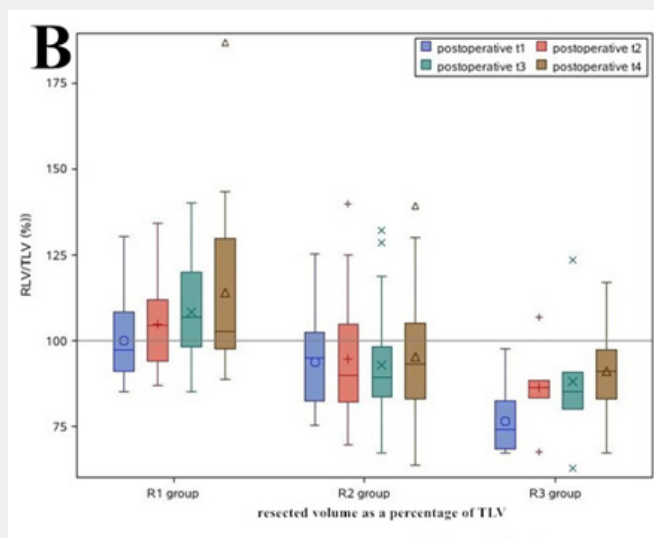 B
postoperative t1 postoperative t2
postoperative t3 postoperative t4
175
150
125
100
75
RLV/TLV (%))
R1 group R2 group R3 group
resected volume as a percentage of TLV